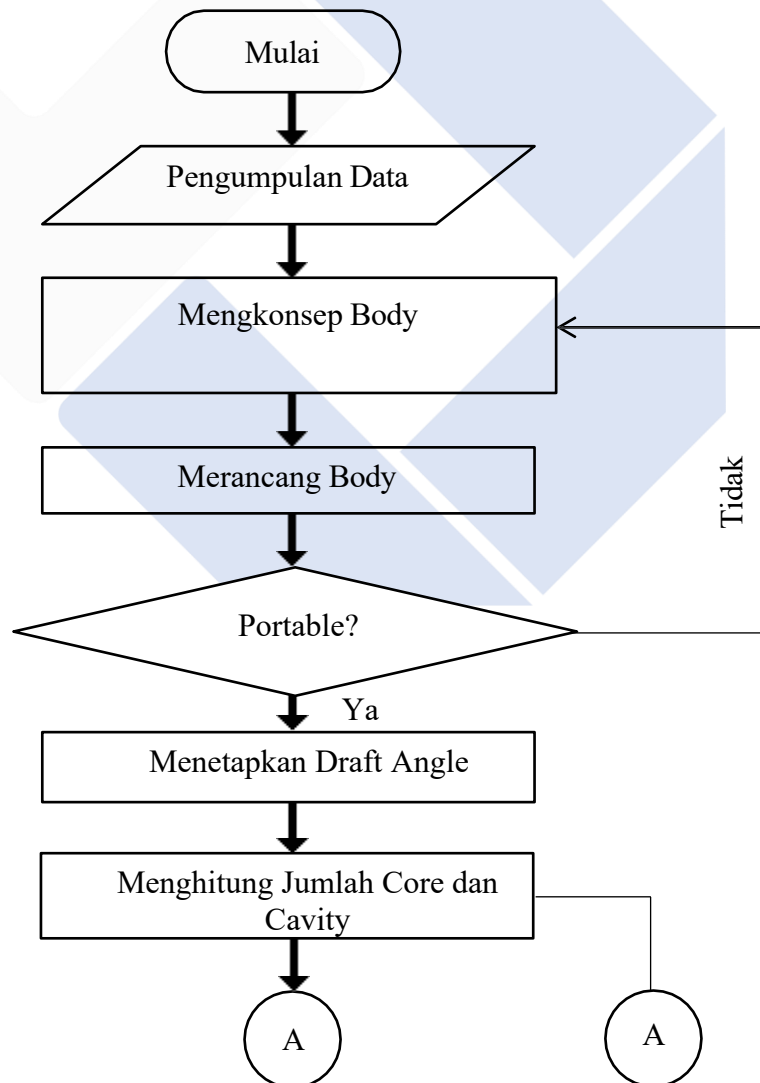 Mulai
Pengumpulan Data
Mengkonsep Body
Merancang Body
Tidak
Portable?
Ya
Menetapkan Draft Angle
Menghitung Jumlah Core dan
Cavity
A
A